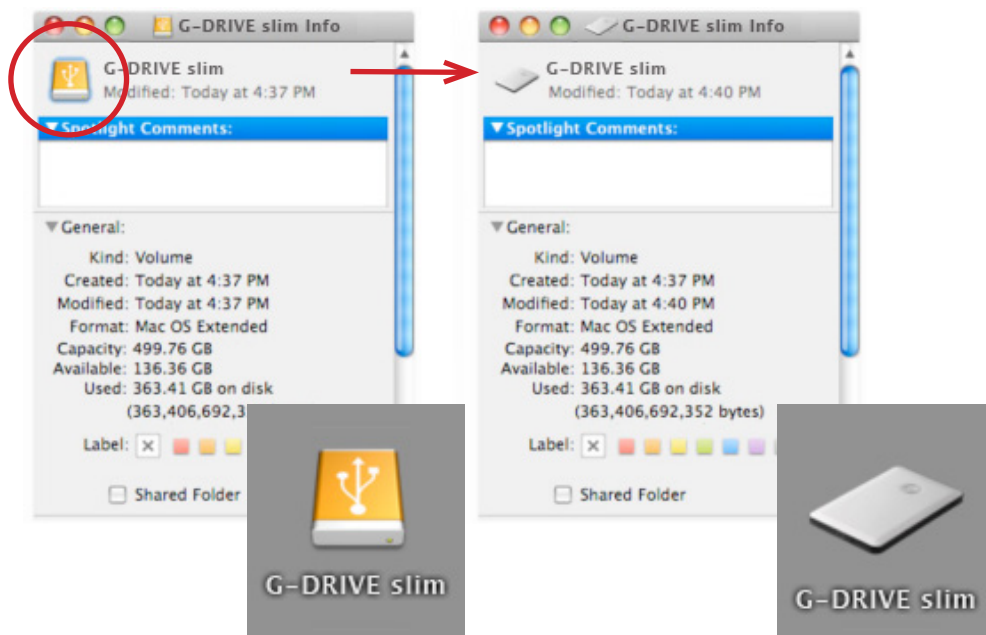 G-DRIVE slim Info
G-DRIVE slim
Modified: Today at 4:37 PM
Spotlight Comments:
General:
Kind: Volume
Created: Today at 4:37 PM
Modified: Today at 4:37 PM
Format: Mac OS Extended
Capacity: 499.76 GB
Available: 136.36 GB
Used: 363.41 GB on disk
(363,406,692,3
Label:
Shared Folder
G-DRIVE slim
G-DRIVE slim Info
G-DRIVE slim
Modified: Today at 4:40 PM
Spotlight Comments:
General:
Kind: Volume
Created: Today at 4:37 PM
Modified: Today at 4:40 PM
Format: Mac OS Extended
Capacity: 499.76 GB
Available: 136.36 GB
Used: 363.41 GB on disk
(363,406,692,352 bytes)
Label:
Shared Folder
G-DRIVE slim